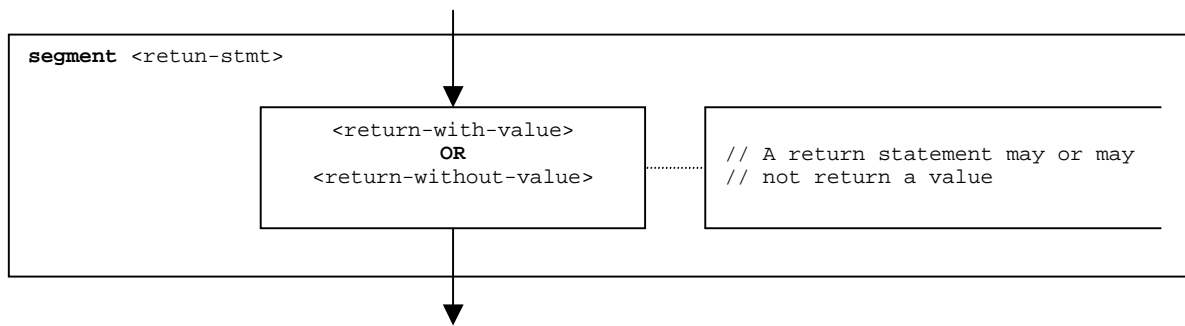 segment <retun-stmt>
<return-with-value>
OR
<return-without-value>
// A return statement may or may
// not return a value